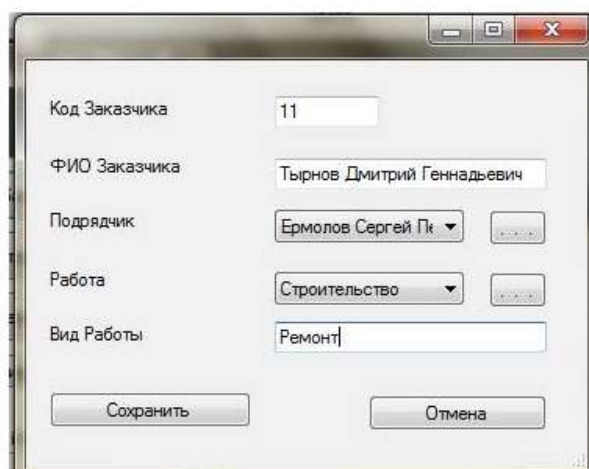 Код Заказчика 11
ФИО Заказчика Тырнов Дмитрий Геннадьевич
Подрядчик Ермолов Сергей . . .
Работа Строительство . . .
Вид Работы Ремонт
Сохранить Отмена